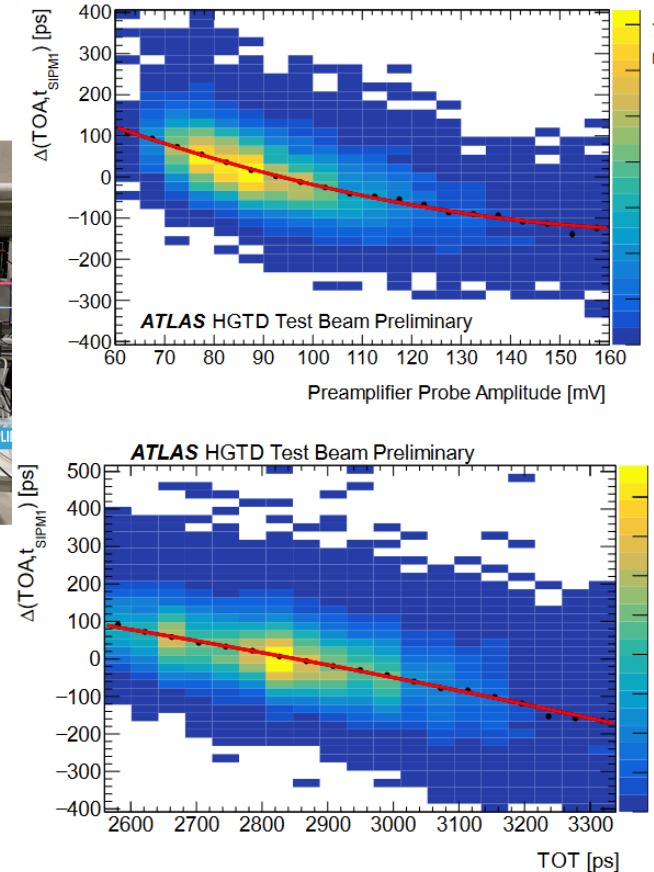 400
300
200
100
0
−100
−200
−300
−400
Δ(TOA,t_SIPM1) [ps]
ATLAS HGTD Test Beam Preliminary
60 70 80 90 100 110 120 130 140 150 160
Preamplifier Probe Amplitude [mV]
ATLAS HGTD Test Beam Preliminary
500
400
300
200
100
0
−100
−200
−300
−400
Δ(TOA,t_SIPM1) [ps]
2600 2700 2800 2900 3000 3100 3200 3300
TOT [ps]